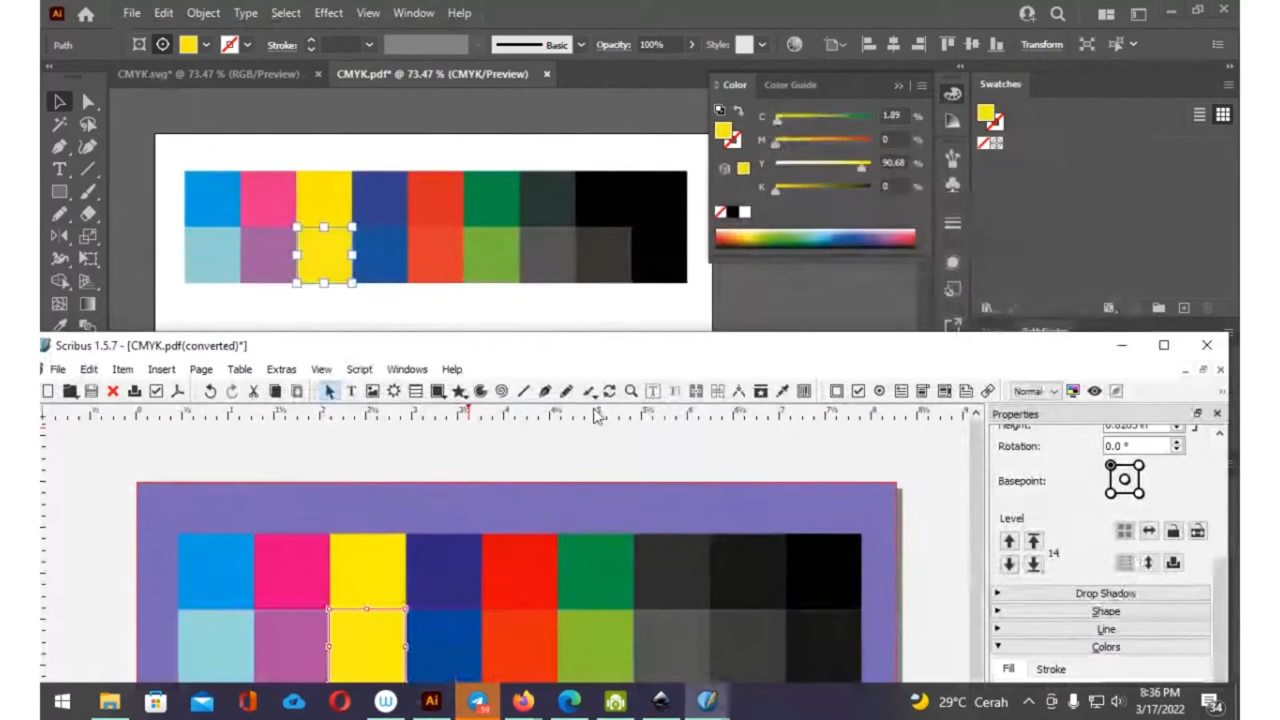 Ai File Edit Object Type Select Effect View Window Help
Path Stroke: Basic Opacity: 100% Style: Transform
CMYK.svg* @ 73.47 % (RGB/Preview) × CMYK.pdf* @ 73.47 % (CMYK/Preview) ×
Color Color Guide
C 1.89 %
M 0 %
Y 90.68 %
K 0 %
Swatches
Scribus 1.5.7 - [CMYK.pdf(converted)*]
File Edit Item Insert Page Table Extras View Script Windows Help
Normal
Properties
Rotation: 0.0 °
Basepoint:
Level
14
Drop Shadow
Shape
Line
Colors
Fill Stroke
29°C Cerah
8:36 PM
3/17/2022
34